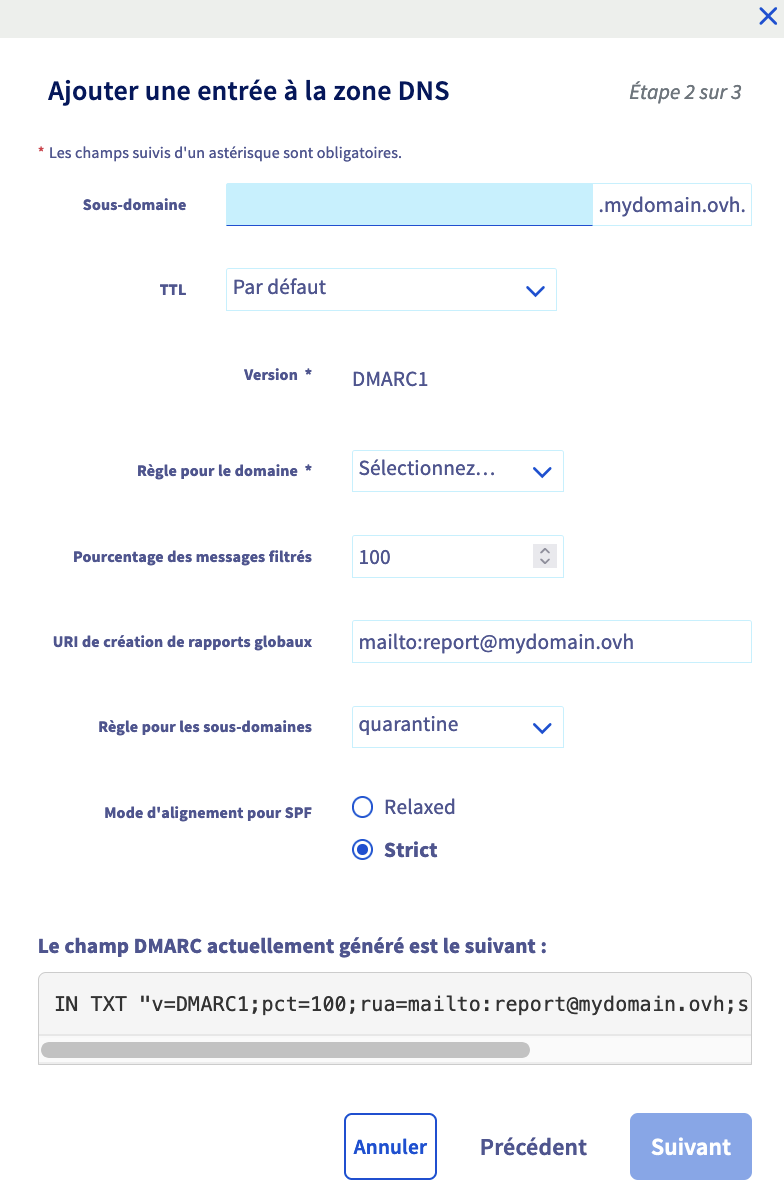 Ajouter une entrée à la zone DNS
Étape 2 sur 3
* Les champs suivis d'un astérisque sont obligatoires.
Sous-domaine
.mydomain.ovh.
TTL
Par défaut
Version *
DMARC1
Règle pour le domaine *
Sélectionnez...
Pourcentage des messages filtrés
100
URI de création de rapports globaux
mailto:report@mydomain.ovh
Règle pour les sous-domaines
quarantine
Mode d'alignement pour SPF
Relaxed
Strict
Le champ DMARC actuellement généré est le suivant :
IN TXT "v=DMARC1;pct=100;rua=mailto:report@mydomain.ovh;s
Annuler
Précédent
Suivant